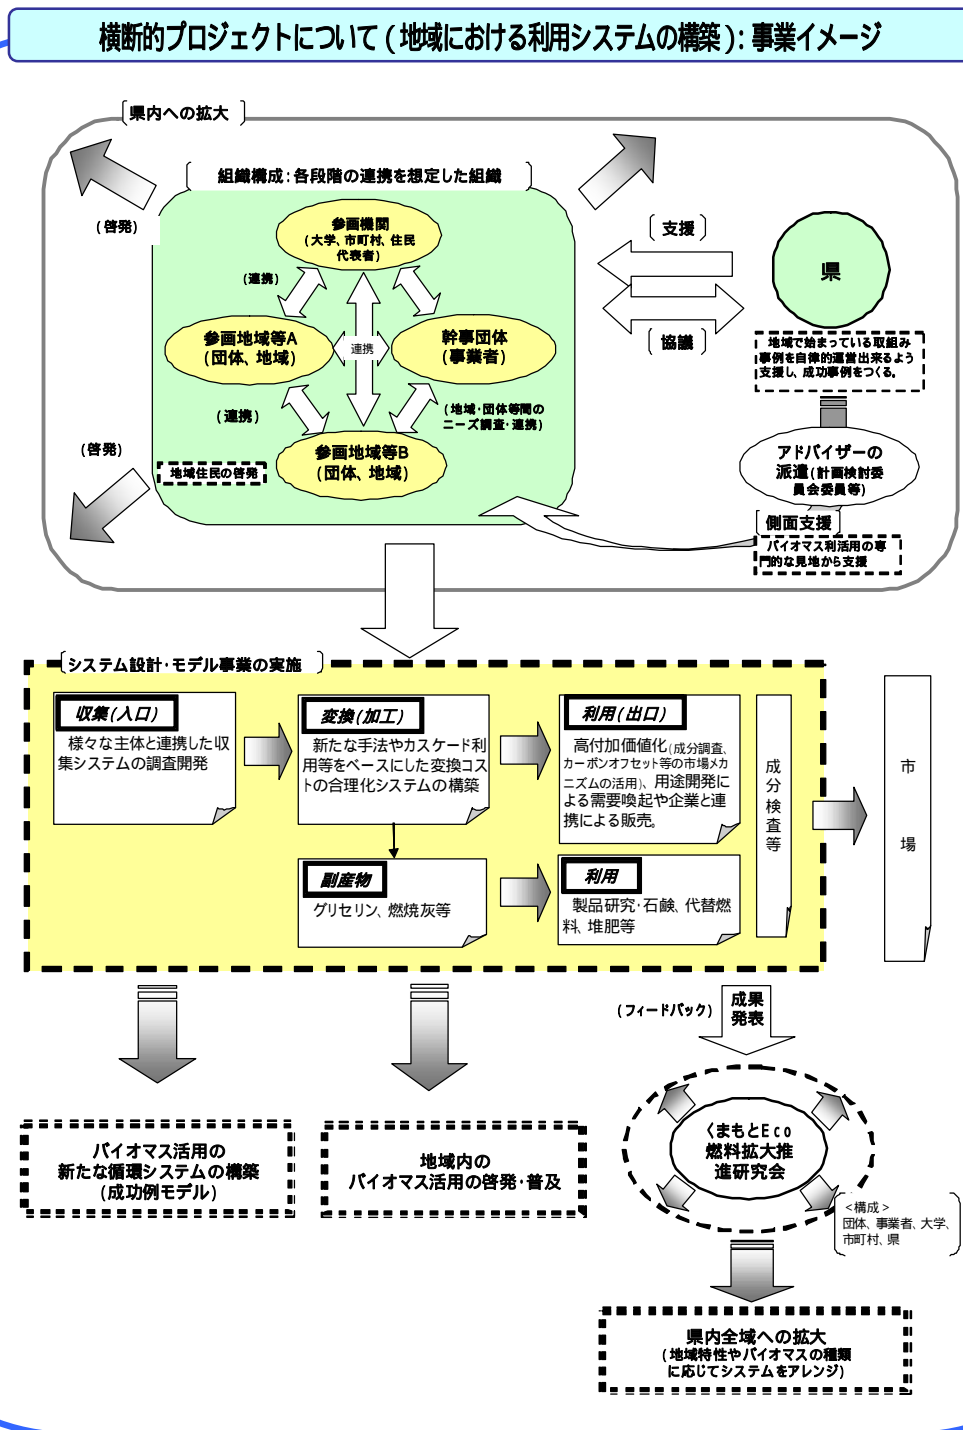 横断的プロジェクトについて（地域における利用システムの構築）：事業イメージ
県内への拡大
組織構成：各段階の連携を想定した組織
（啓発）
参画機関
（大学、市町村、住民
代表者）
（連携）
参画地域等A
（団体、地域）
連携
幹事団体
（事業者）
（連携）
（地域・団体等間の
ニーズ調査・連携）
参画地域等B
（団体、地域）
地域住民の啓発
（啓発）
支援
協議
県
地域で始まっている取組み
事例を自律的運営出来るよう
支援し、成功事例をつくる。
アドバイザーの
派遣（計画検討委
員会委員等）
側面支援
バイオマス利活用の専
門的な見地から支援
システム設計・モデル事業の実施
収集（入口）
様々な主体と連携した収
集システムの調査開発
変換（加工）
新たな手法やカスケード利
用等をベースにした変換コス
トの合理化システムの構築
利用（出口）
高付加価値化（成分調査、
カーボンオフセット等の市場メカ
ニズムの活用）、用途開発に
よる需要喚起や企業と連
携による販売。
副産物
グリセリン、燃焼灰等
利用
製品研究・石鹸、代替燃
料、堆肥等
成分検査等
市場
（フィードバック）
成果
発表
バイオマス活用の
新たな循環システムの構築
（成功例モデル）
地域内の
バイオマス活用の啓発・普及
くまもとEco
燃料拡大推
進研究会
＜構成＞
団体、事業者、大学、
市町村、県
県内全域への拡大
（地域特性やバイオマスの種類
に応じてシステムをアレンジ）